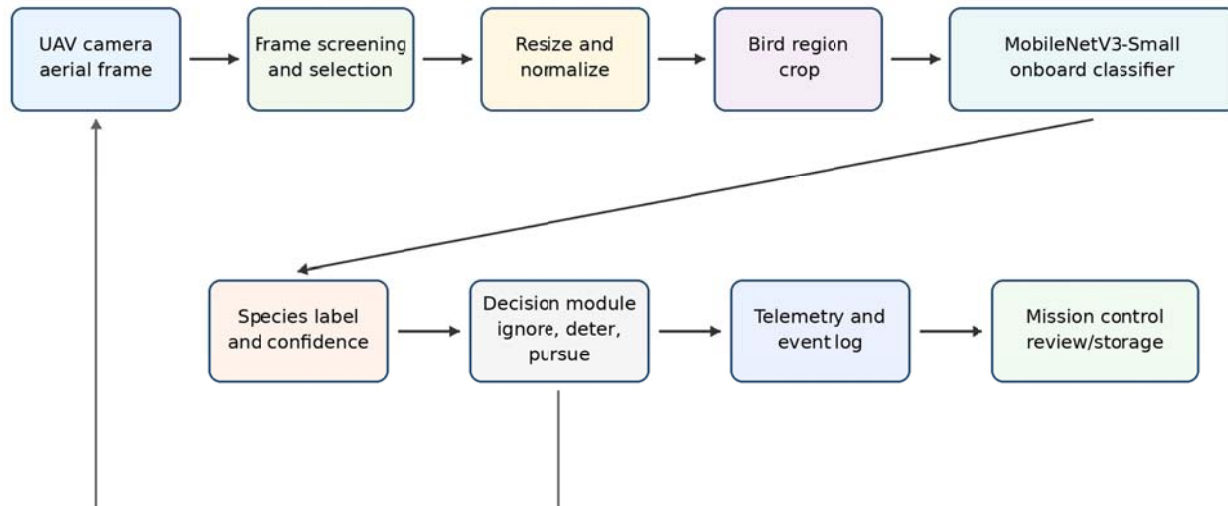 UAV camera
aerial frame
Frame screening
and selection
Resize and
normalize
Bird region
crop
MobileNetV3-Small
onboard classifier
Species label
and confidence
Decision module
ignore, deter,
pursue
Telemetry and
event log
Mission control
review/storage